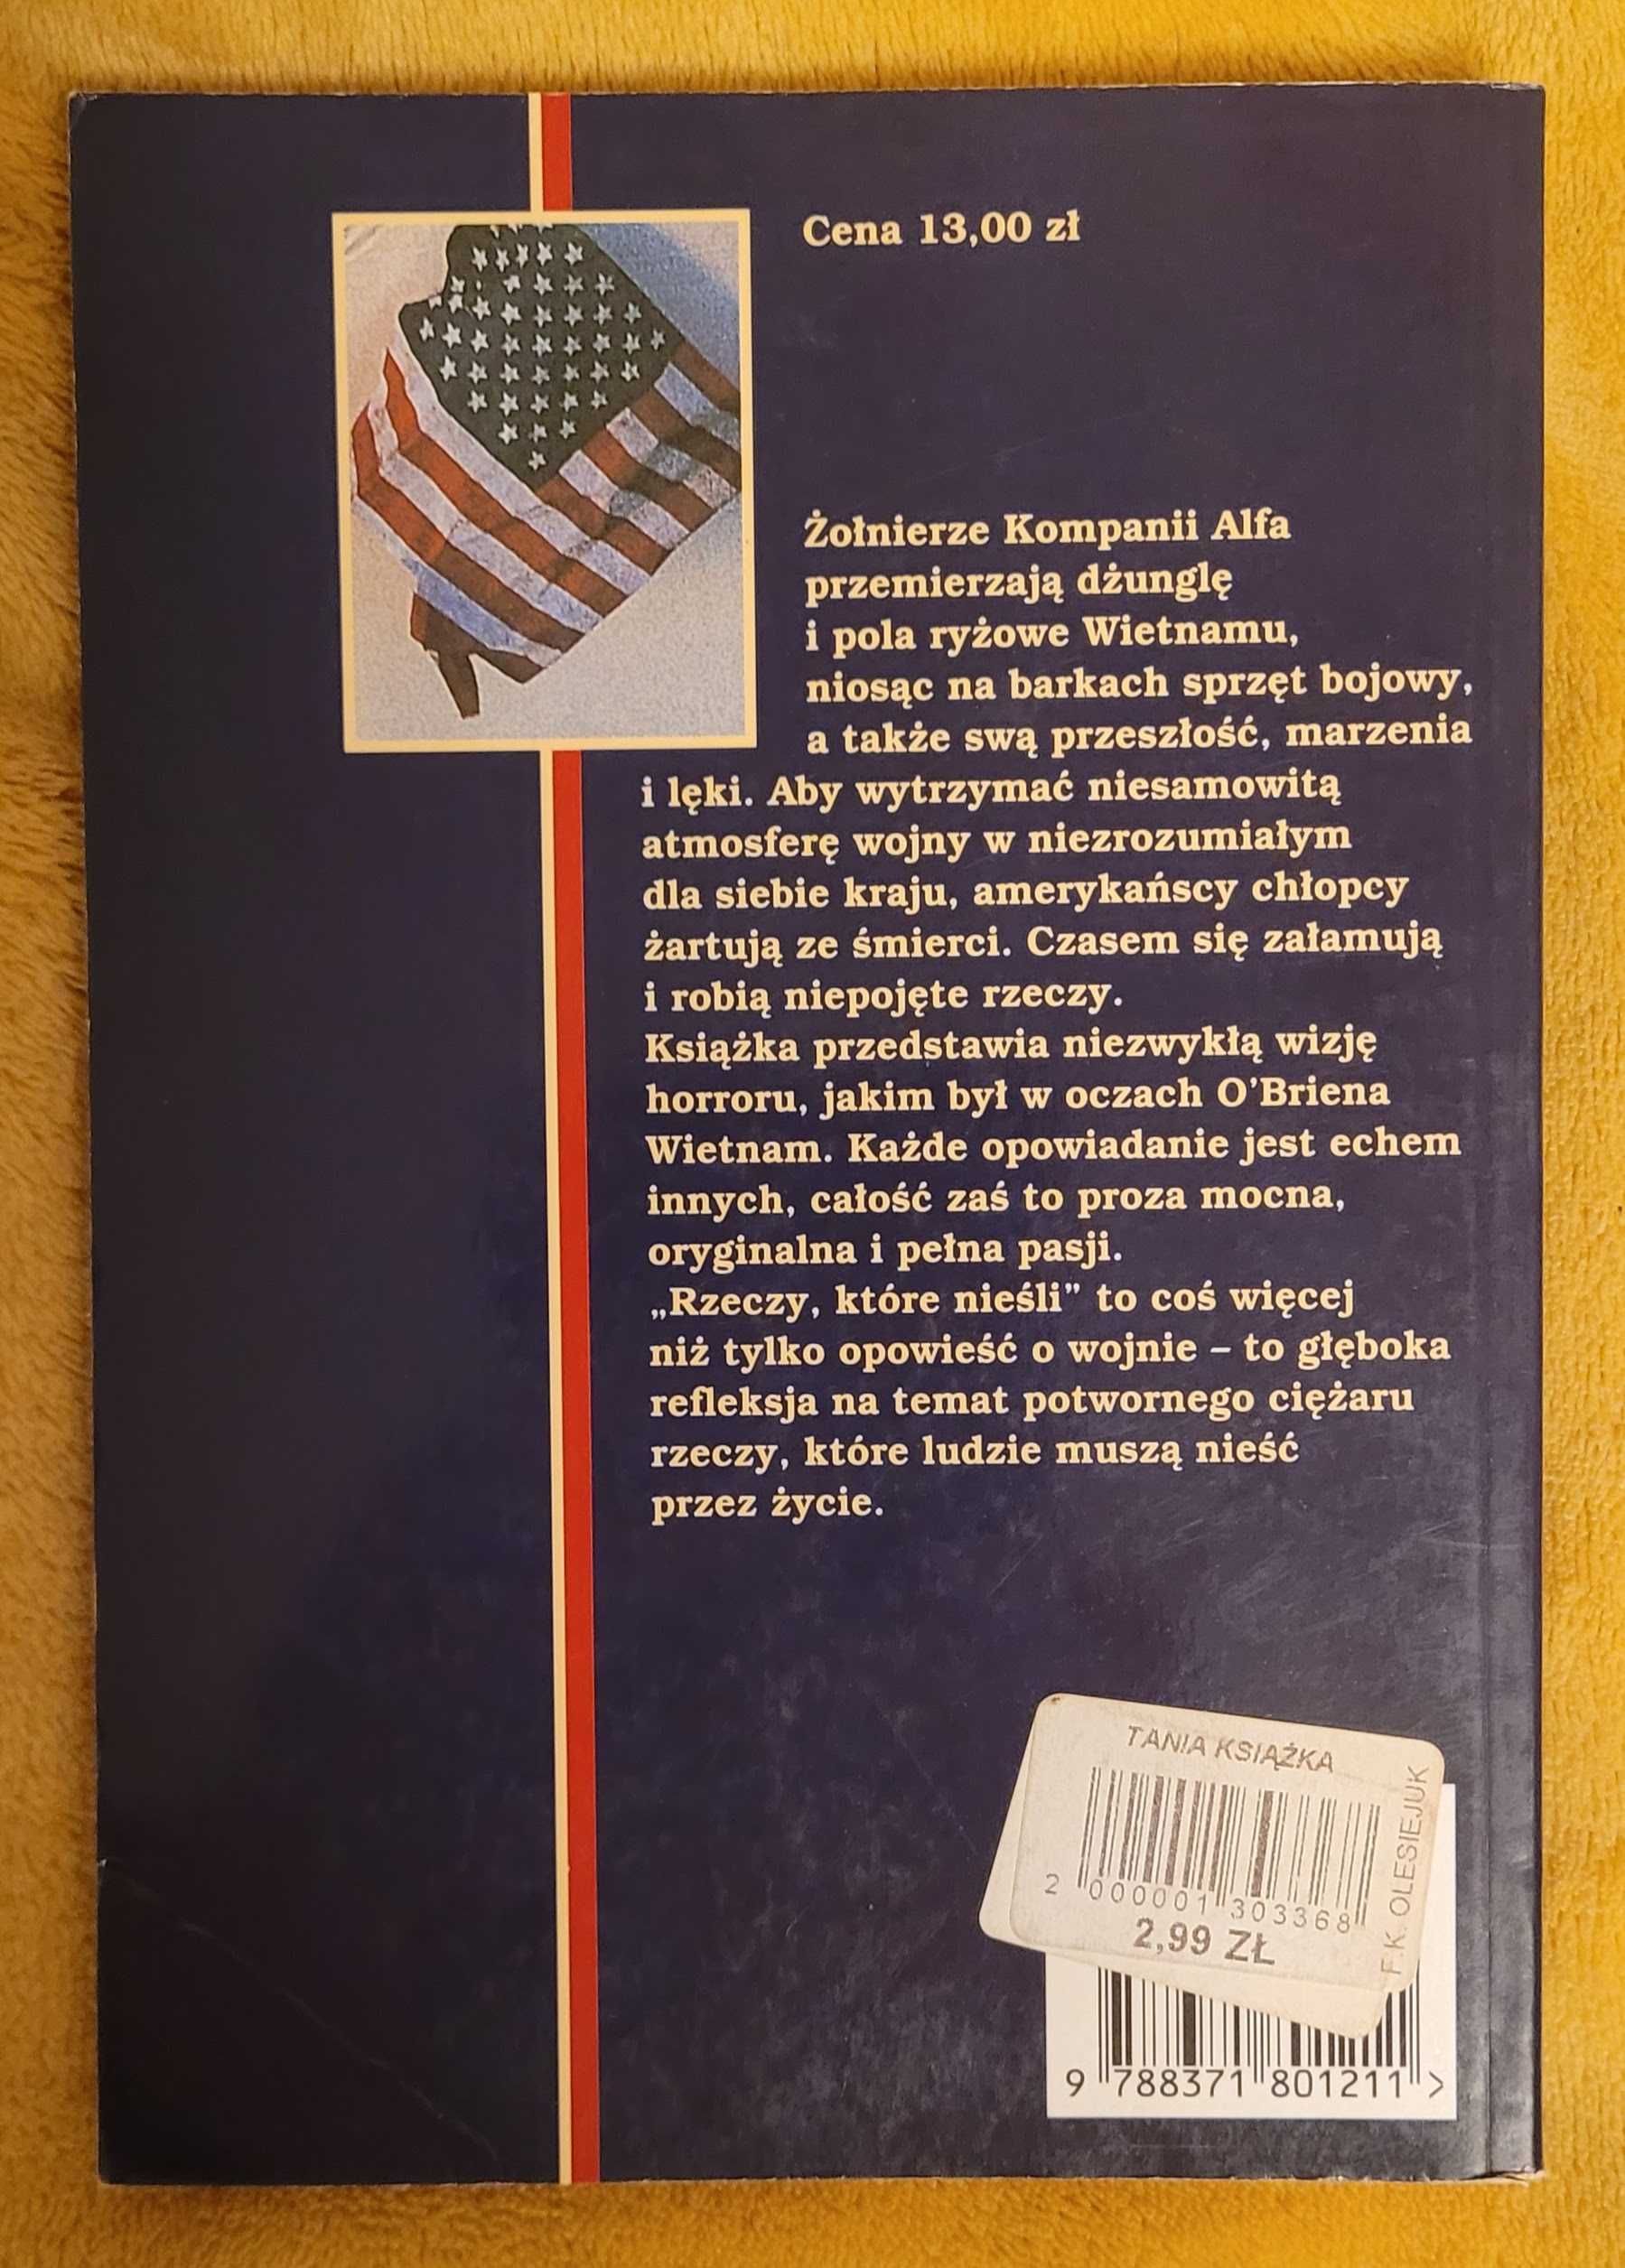 Cena 13,00 zł
Żołnierze Kompanii Alfa
przemierzają dżunglę
i pola ryżowe Wietnamu,
niosąc na barkach sprzęt bojowy,
a także swą przeszłość, marzenia
i lęki. Aby wytrzymać niesamowitą
atmosferę wojny w niezrozumiałym
dla siebie kraju, amerykańscy chłopcy
żartują ze śmierci. Czasem się załamują
i robią niepojęte rzeczy.
Książka przedstawia niezwykłą wizję
horroru, jakim był w oczach O'Briena
Wietnam. Każde opowiadanie jest echem
innych, całość zaś to proza mocna,
oryginalna i pełna pasji.
„Rzeczy, które nieśli” to coś więcej
niż tylko opowieść o wojnie – to głęboka
refleksja na temat potwornego ciężaru
rzeczy, które ludzie muszą nieść
przez życie.
TANIA KSIĄŻKA
2 000001 303368
2,99 ZŁ
F.K. OLESIEJUK
9 788371 801211 >